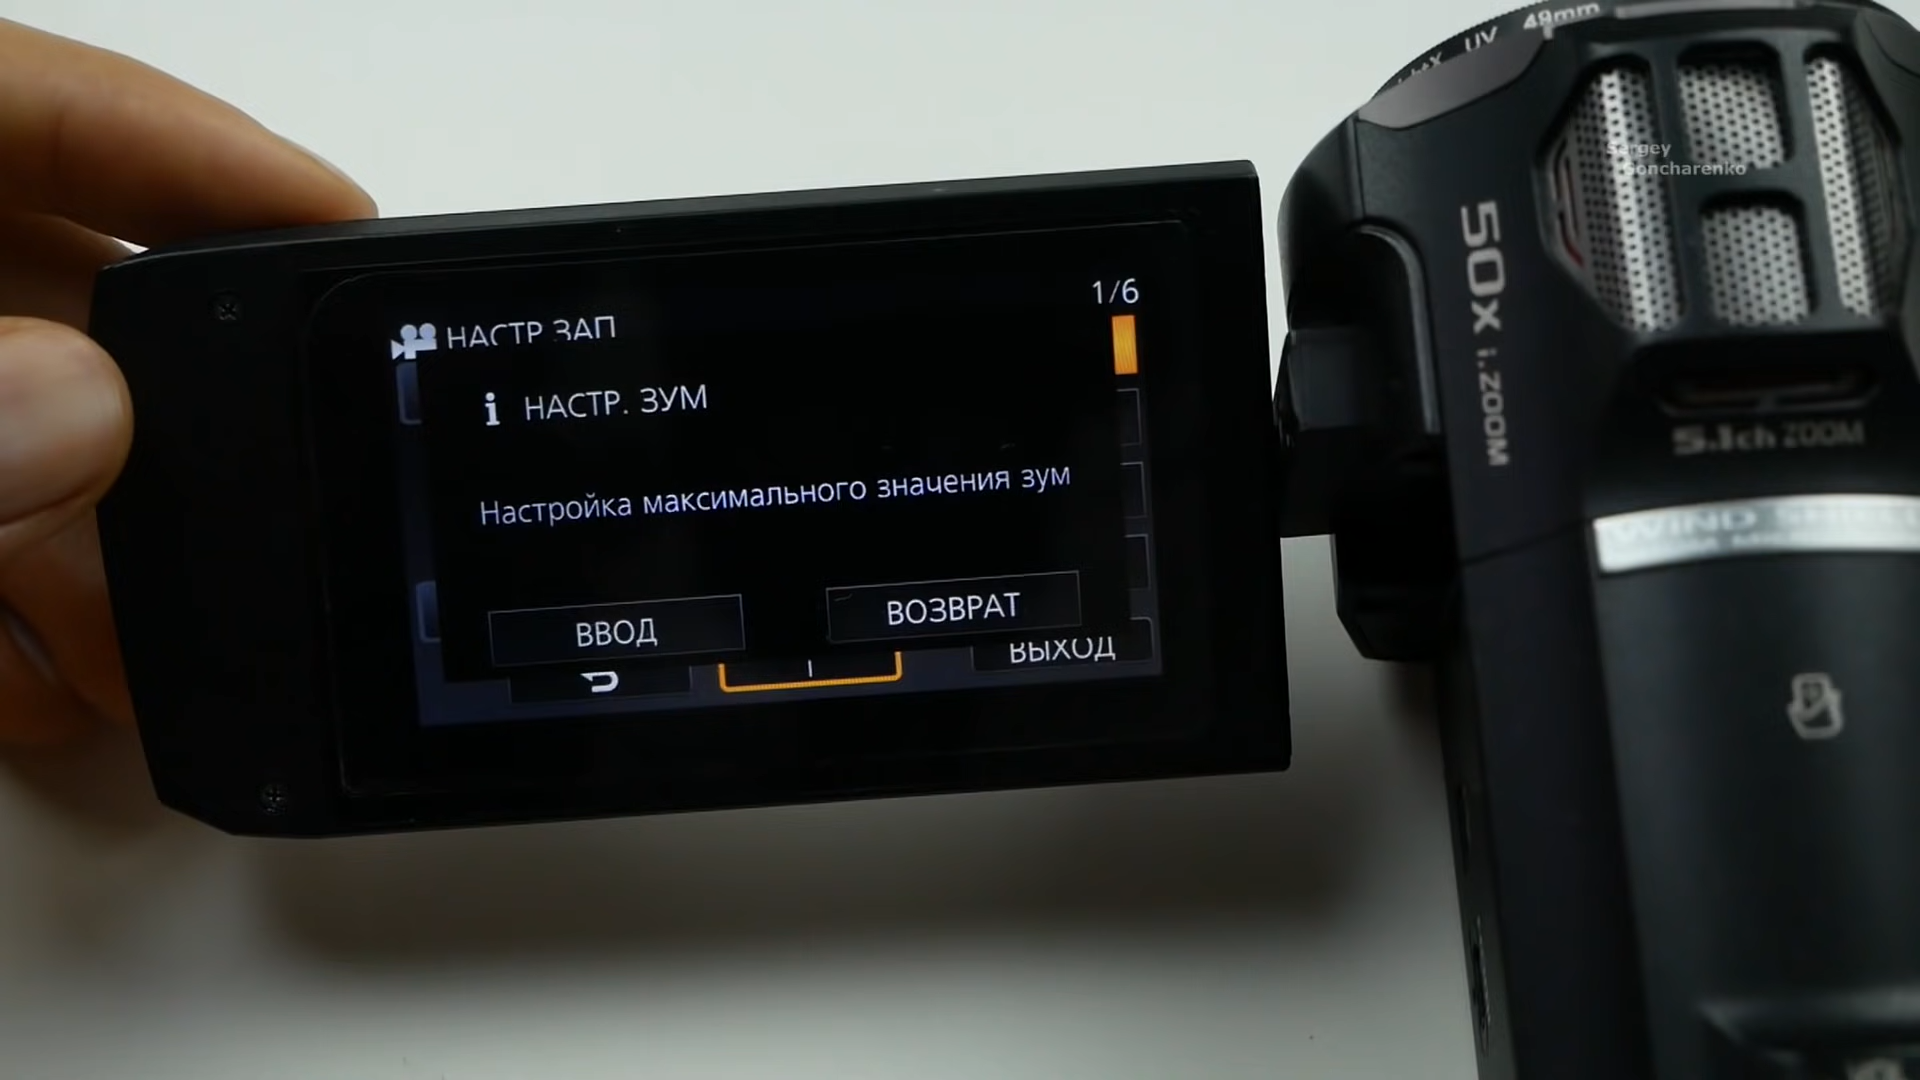 1/6
НАСТР ЗАП
i НАСТР. ЗУМ
Настройка максимального значения зум
ВВОД
ВОЗВРАТ
ВЫХОД
UV 49mm
Sergey
Goncharenko
50x i.ZOOM
5.1ch ZOOM
WIND